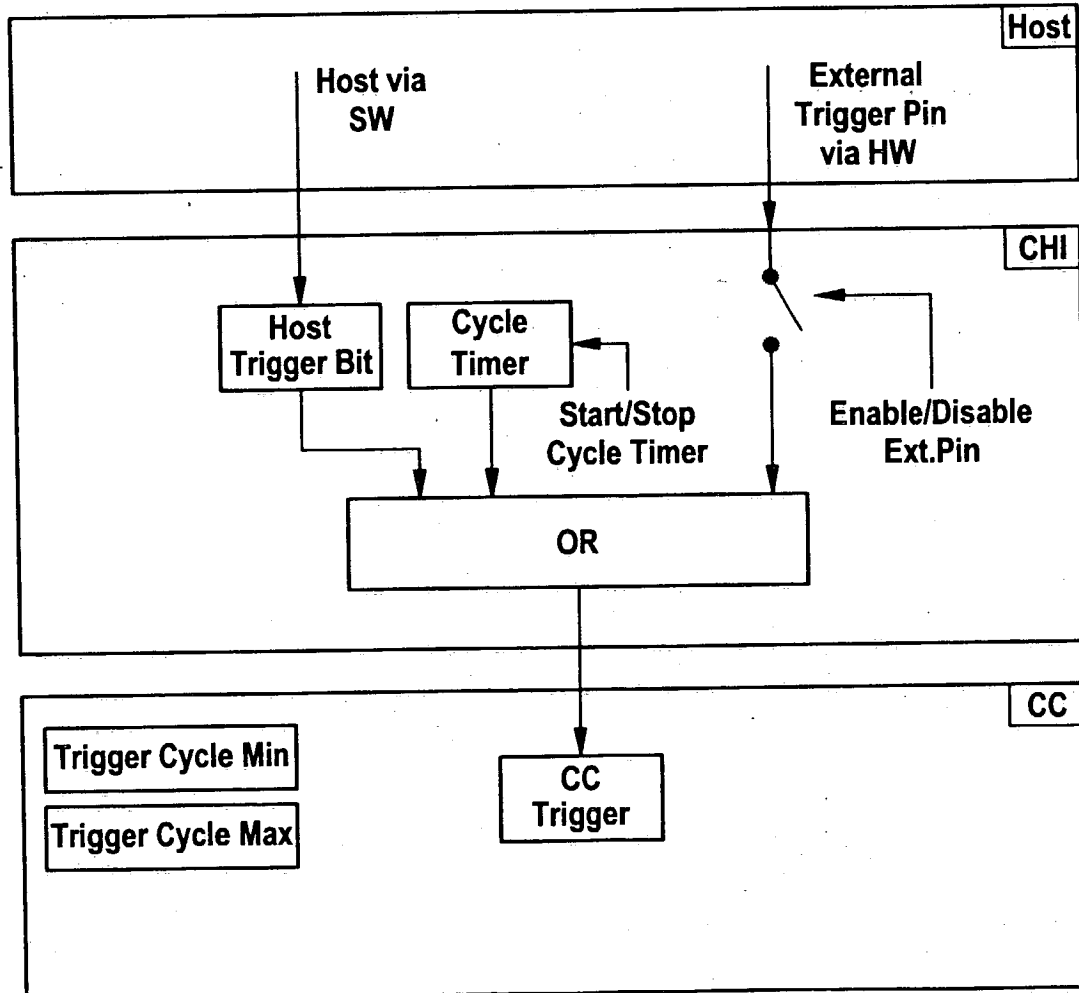 Host
Host via
SW
External
Trigger Pin
via HW
CHI
Host
Trigger Bit
Cycle
Timer
Start/Stop
Cycle Timer
Enable/Disable
Ext.Pin
OR
CC
Trigger Cycle Min
Trigger Cycle Max
CC
Trigger